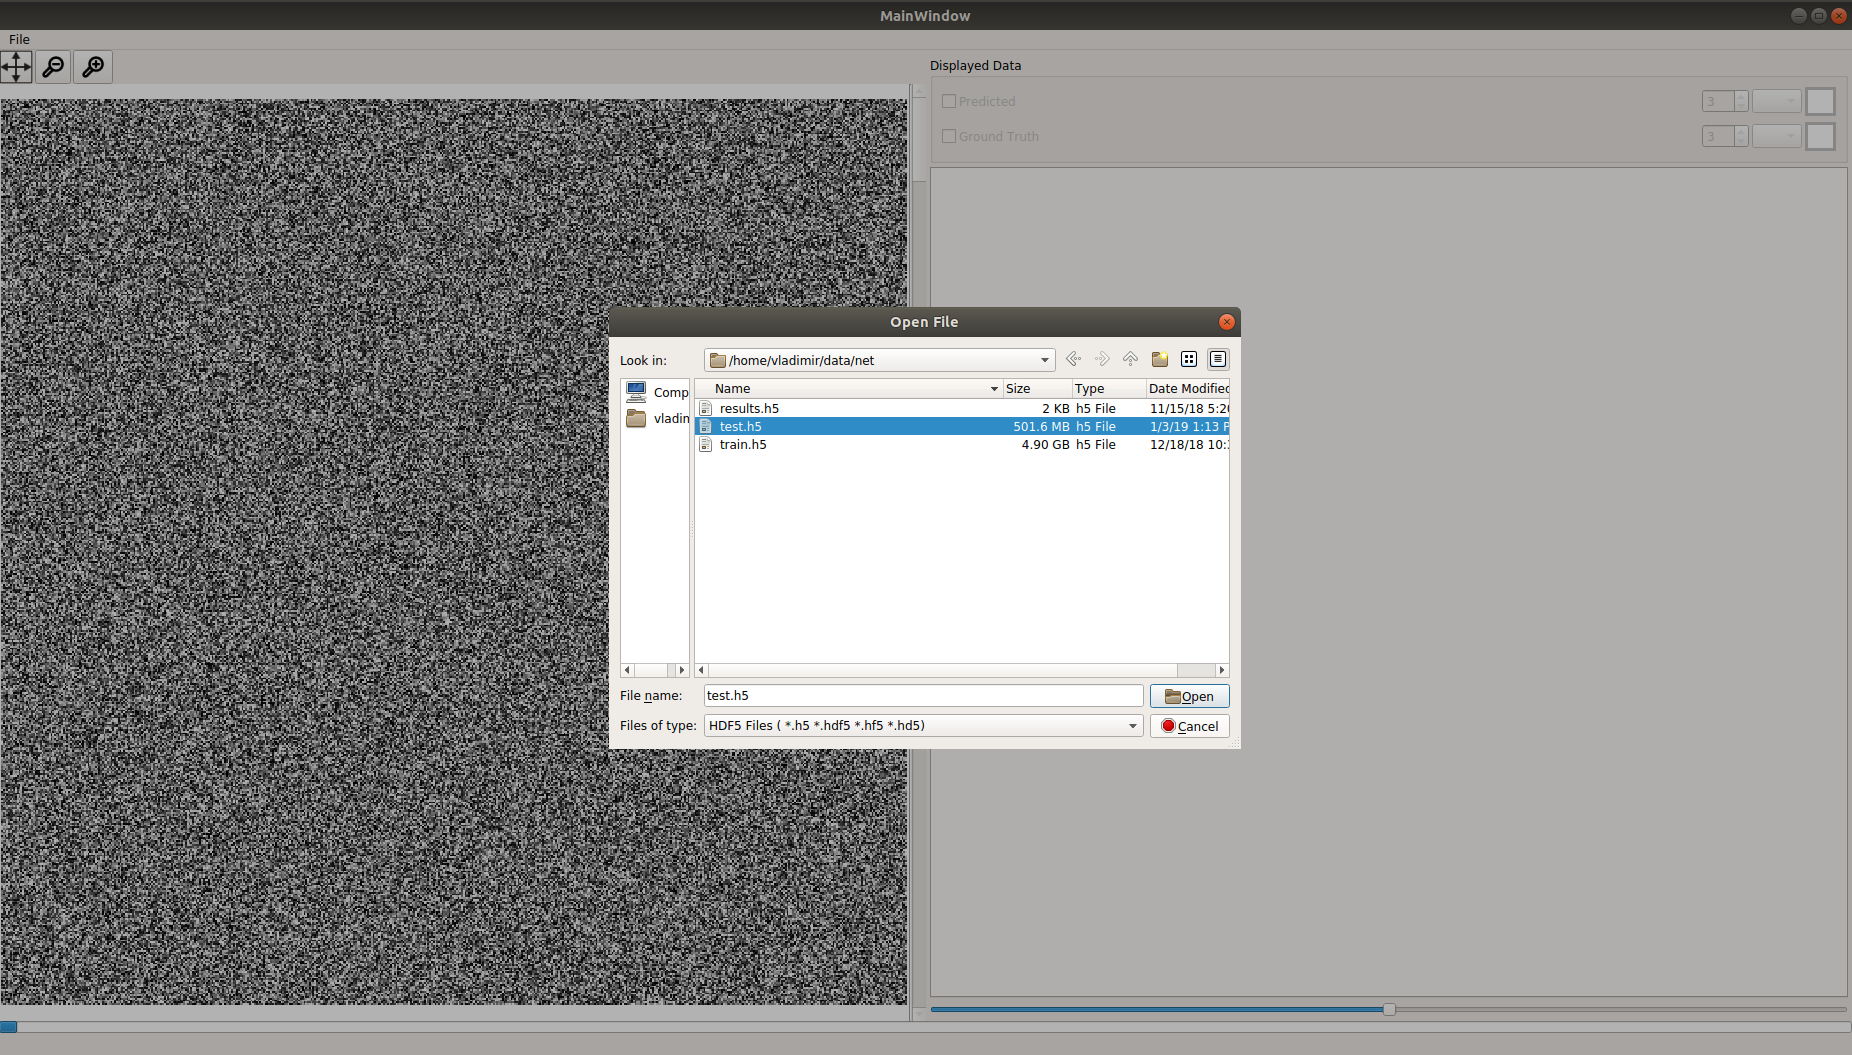 MainWindow
File
Displayed Data
Predicted
3
Ground Truth
3
Open File
Look in:
/home/vladimir/data/net
Comp
vladin
Name
Size
Type
Date Modified
results.h5
2 KB
h5 File
11/15/18 5:20
test.h5
501.6 MB
h5 File
1/3/19 1:13 P
train.h5
4.90 GB
h5 File
12/18/18 10:
File name:
test.h5
Open
Files of type:
HDF5 Files ( *.h5 *.hdf5 *.hf5 *.hd5)
Cancel